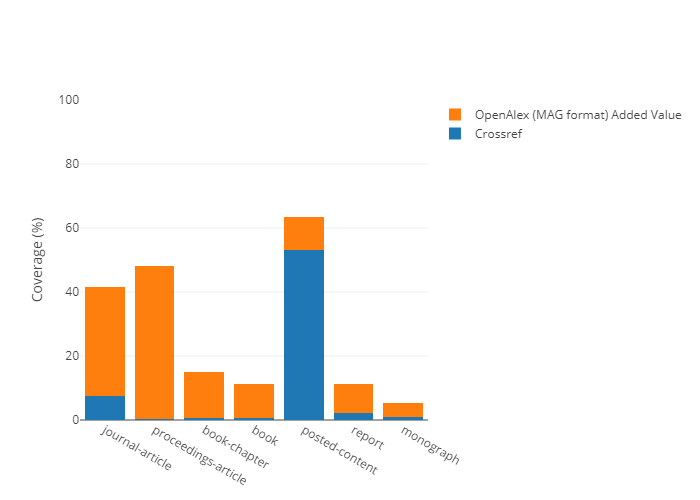 100
80
60
40
20
0
Coverage (%)
journal-article
proceedings-article
book-chapter
book
posted-content
report
monograph
OpenAlex (MAG format) Added Value
Crossref